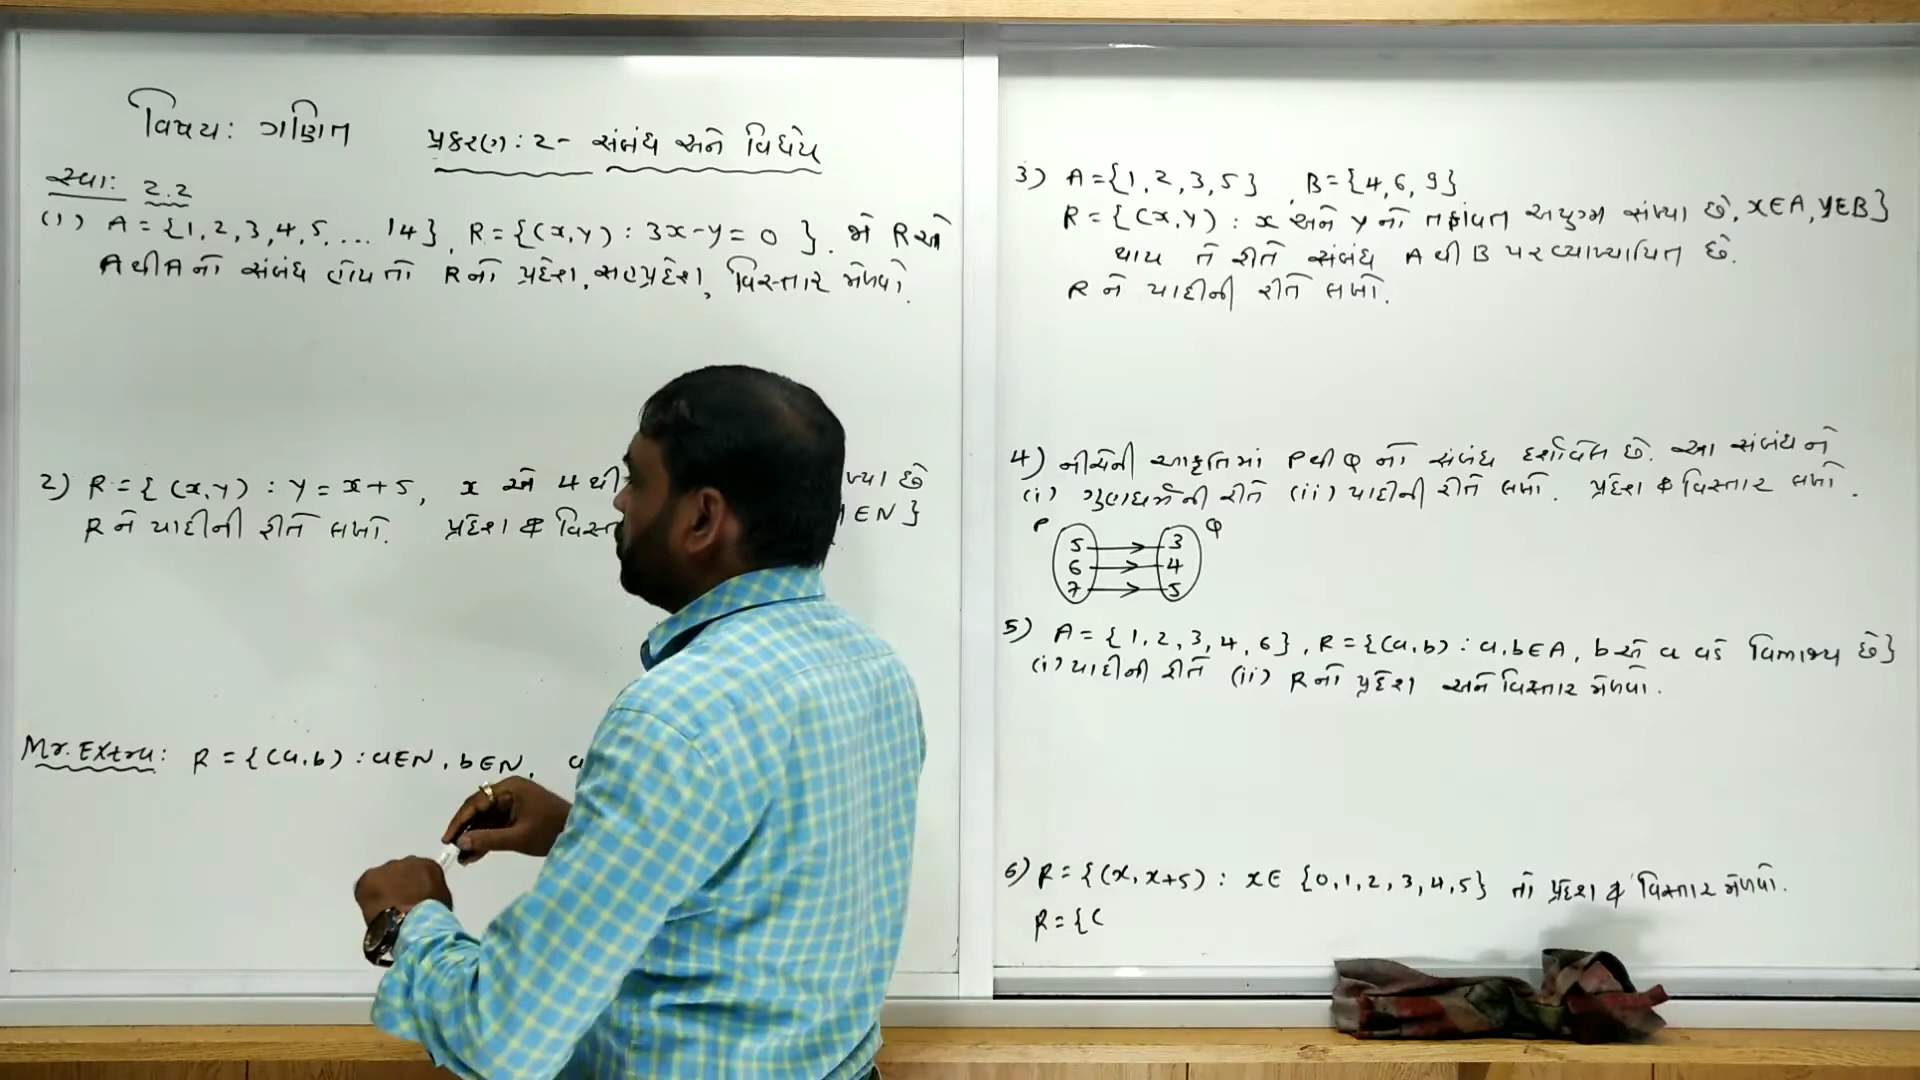 વિષય: ગણિત
પ્રકરણ: 2- સંબંધ અને વિધેય
સ્વા: 2.2
(1) A={1,2,3,4,5,...14}, R={(x,y): 3x-y=0 }. જો R એ
A થી A નો સંબંધ હોય તો R નો પ્રદેશ, સહપ્રદેશ, વિસ્તાર મેળવો.
2) R={(x,y): y=x+5, x એ 4 થી
ખ્યા છે
R ને યાદીની રીતે લખો. પ્રદેશ & વિસ્ત
EN}
Mr. Extra: R={(a,b): a∈N, b∈N, a
3) A={1,2,3,5}, B={4,6,9}
R={(x,y): x અને y નો તફાવત અયુગ્મ સંખ્યા છે, x∈A, y∈B}
થાય તે રીતે સંબંધ A થી B પર વ્યાખ્યાયિત છે.
R ને યાદીની રીતે લખો.
4) નીચેની આકૃતિમાં P થી Q નો સંબંધ દર્શાવેલ છે. આ સંબંધ ને
(i) ગુણધર્મની રીતે (ii) યાદીની રીતે લખો. પ્રદેશ & વિસ્તાર લખો.
P Q
5 3
6 4
7 5
5) A={1,2,3,4,6}, R={(a,b): a,b∈A, b એ a વડે વિભાજ્ય છે}
(i) યાદીની રીતે (ii) R નો પ્રદેશ અને વિસ્તાર મેળવો.
6) R={(x,x+5): x∈{0,1,2,3,4,5} તો પ્રદેશ & વિસ્તાર મેળવો.
R={(